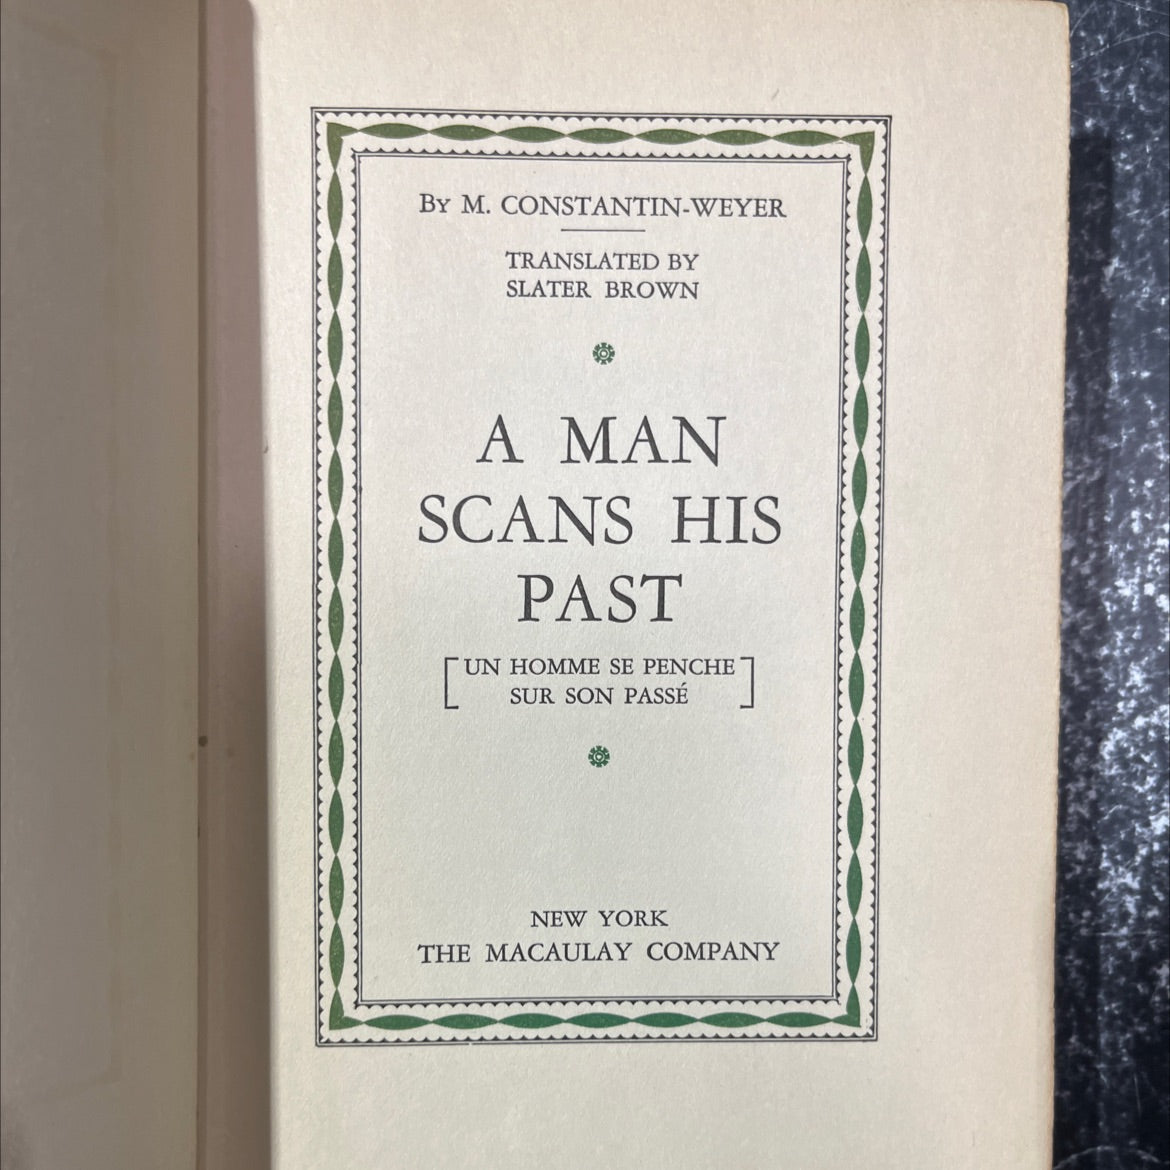 By M. CONSTANTIN-WEYER
TRANSLATED BY
SLATER BROWN
A MAN
SCANS HIS
PAST
[UN HOMME SE PENCHE
SUR SON PASSÉ]
NEW YORK
THE MACAULAY COMPANY